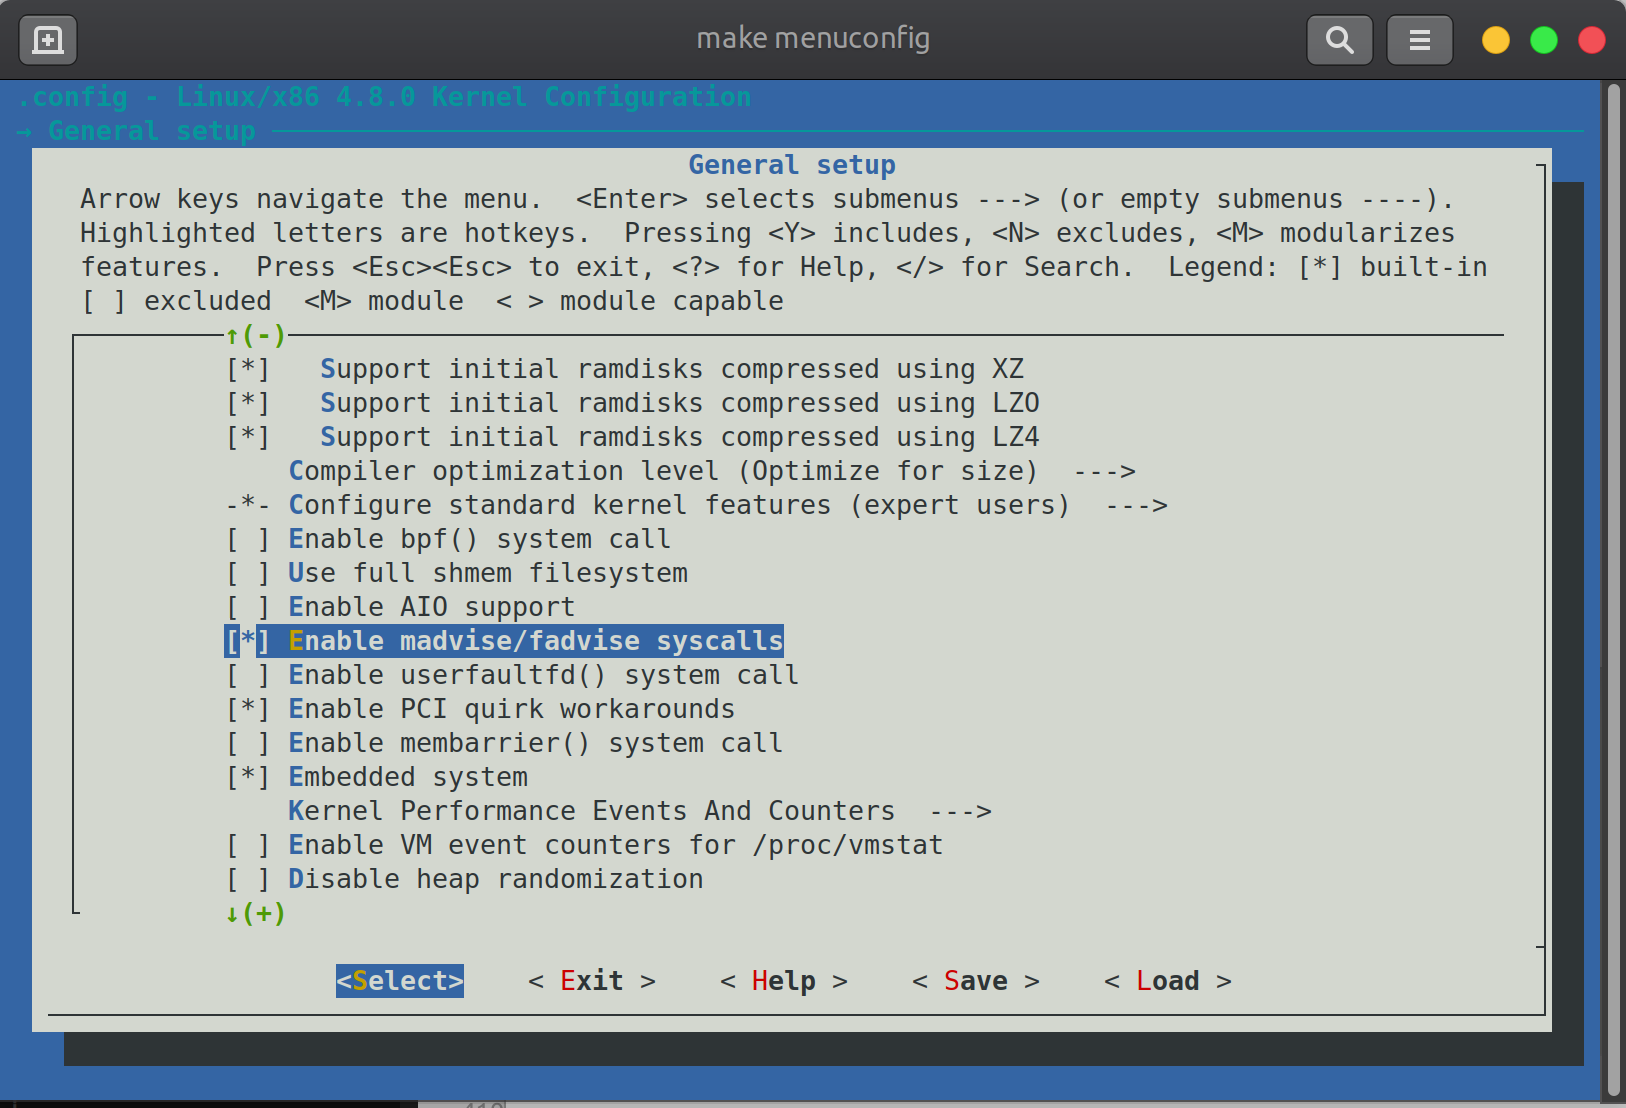 make menuconfig
.config - Linux/x86 4.8.0 Kernel Configuration
→ General setup
General setup
Arrow keys navigate the menu.  <Enter> selects submenus ---> (or empty submenus ----).
Highlighted letters are hotkeys.  Pressing <Y> includes, <N> excludes, <M> modularizes
features.  Press <Esc><Esc> to exit, <?> for Help, </> for Search.  Legend: [*] built-in
[ ] excluded  <M> module  < > module capable
↑(-)
[*]   Support initial ramdisks compressed using XZ
[*]   Support initial ramdisks compressed using LZO
[*]   Support initial ramdisks compressed using LZ4
Compiler optimization level (Optimize for size)  --->
-*- Configure standard kernel features (expert users)  --->
[ ] Enable bpf() system call
[ ] Use full shmem filesystem
[ ] Enable AIO support
[*] Enable madvise/fadvise syscalls
[ ] Enable userfaultfd() system call
[*] Enable PCI quirk workarounds
[ ] Enable membarrier() system call
[*] Embedded system
Kernel Performance Events And Counters  --->
[ ] Enable VM event counters for /proc/vmstat
[ ] Disable heap randomization
↓(+)
<Select>    < Exit >    < Help >    < Save >    < Load >